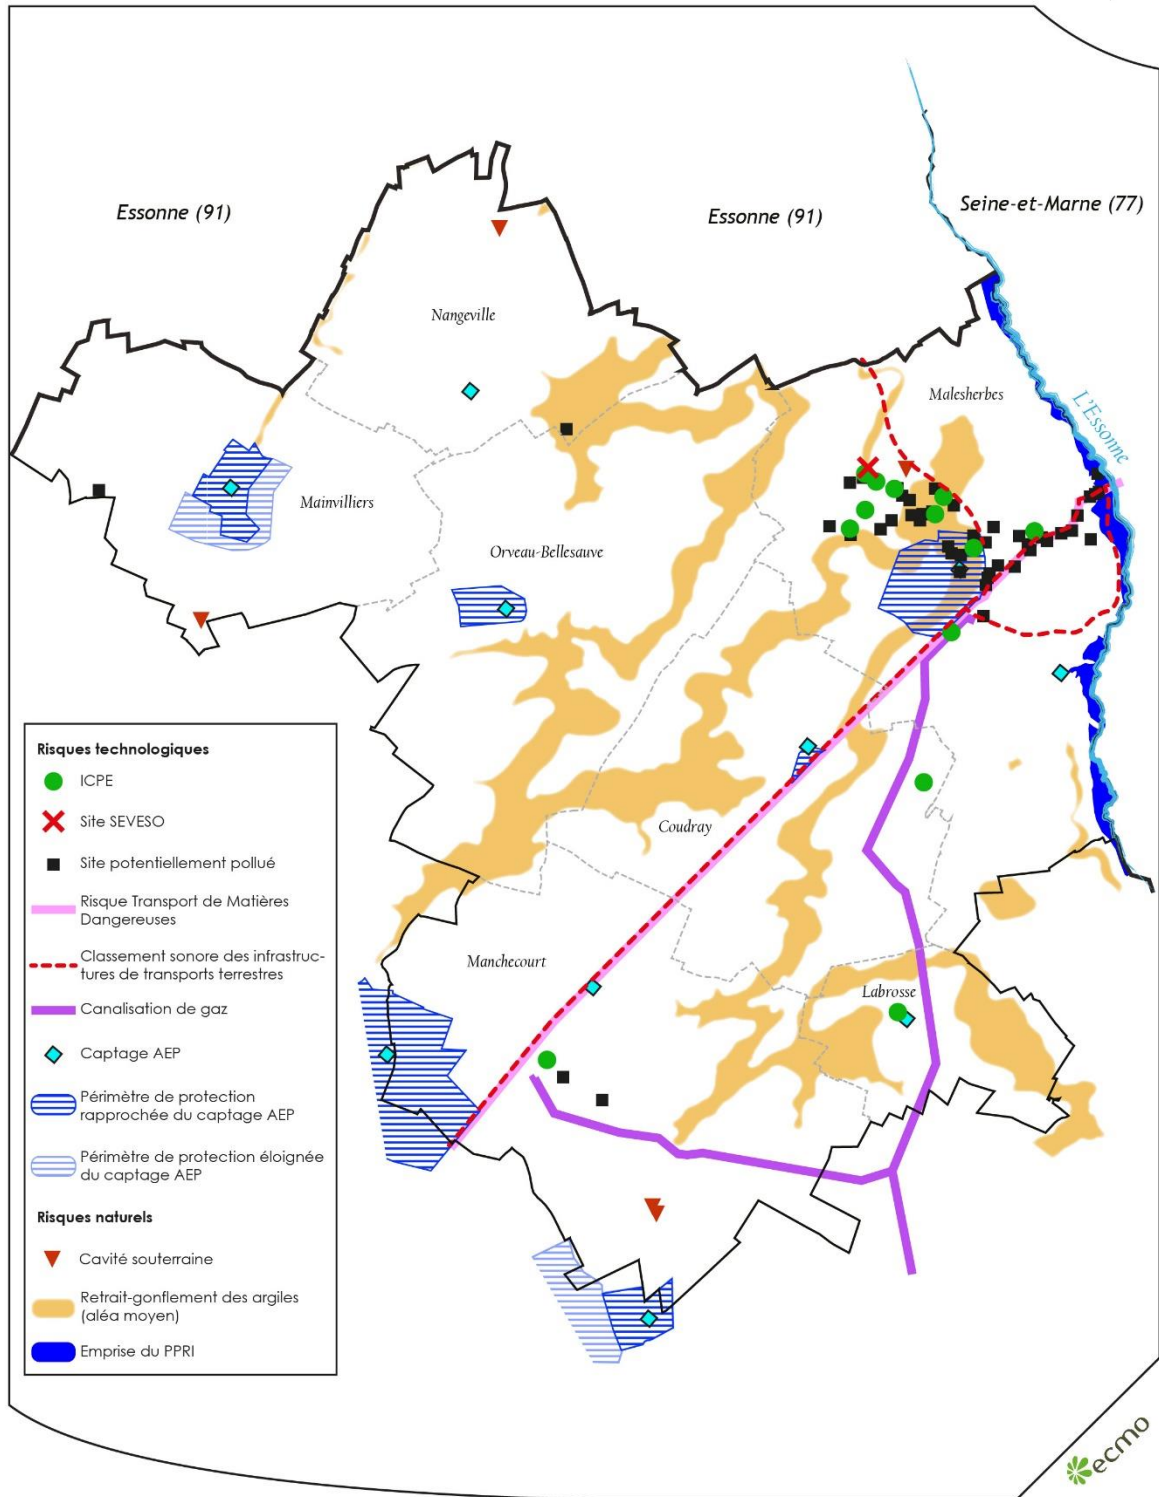 Essonne (91)
Essonne (91)
Seine-et-Marne (77)
Nangeville
Malesherbes
L'Essonne
Mainvilliers
Orveau-Bellesauve
Coudray
Manchecourt
Labrosse
Risques technologiques
ICPE
Site SEVESO
Site potentiellement pollué
Risque Transport de Matières
Dangereuses
Classement sonore des infrastruc-
tures de transports terrestres
Canalisation de gaz
Captage AEP
Périmètre de protection
rapprochée du captage AEP
Périmètre de protection éloignée
du captage AEP
Risques naturels
Cavité souterraine
Retrait-gonflement des argiles
(aléa moyen)
Emprise du PPRI
ecmo